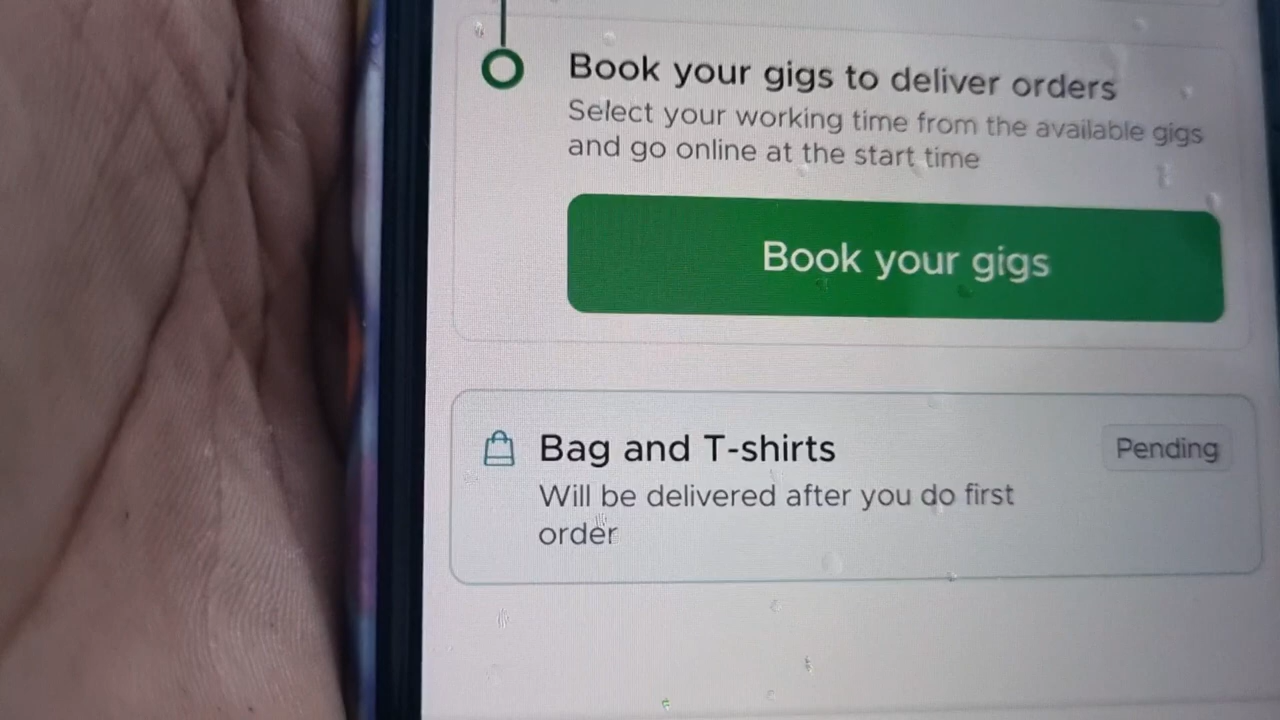 Book your gigs to deliver orders
Select your working time from the available gigs
and go online at the start time
Book your gigs
Bag and T-shirts
Pending
Will be delivered after you do first
order